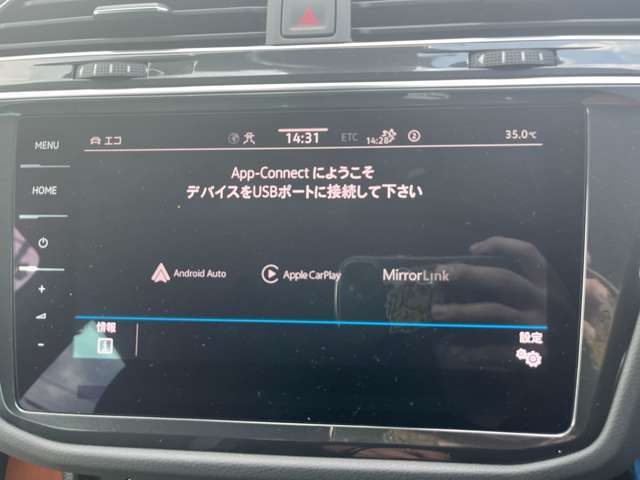 MENU
エコ
14:31
ETC
14:28
35.0℃
App-Connect にようこそ
デバイスをUSBポートに接続して下さい
HOME
Android Auto
Apple CarPlay
MirrorLink
+
-
情報
設定